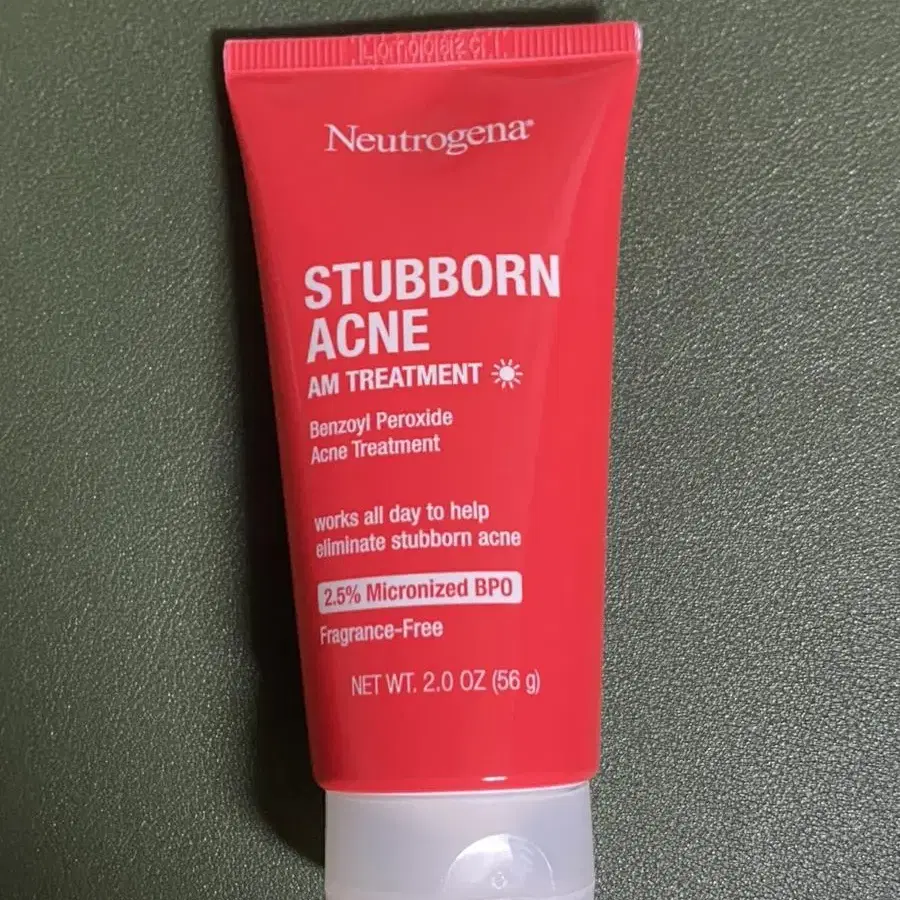 Neutrogena®
STUBBORN
ACNE
AM TREATMENT
Benzoyl Peroxide
Acne Treatment
works all day to help
eliminate stubborn acne
2.5% Micronized BPO
Fragrance-Free
NET WT. 2.0 OZ (56 g)